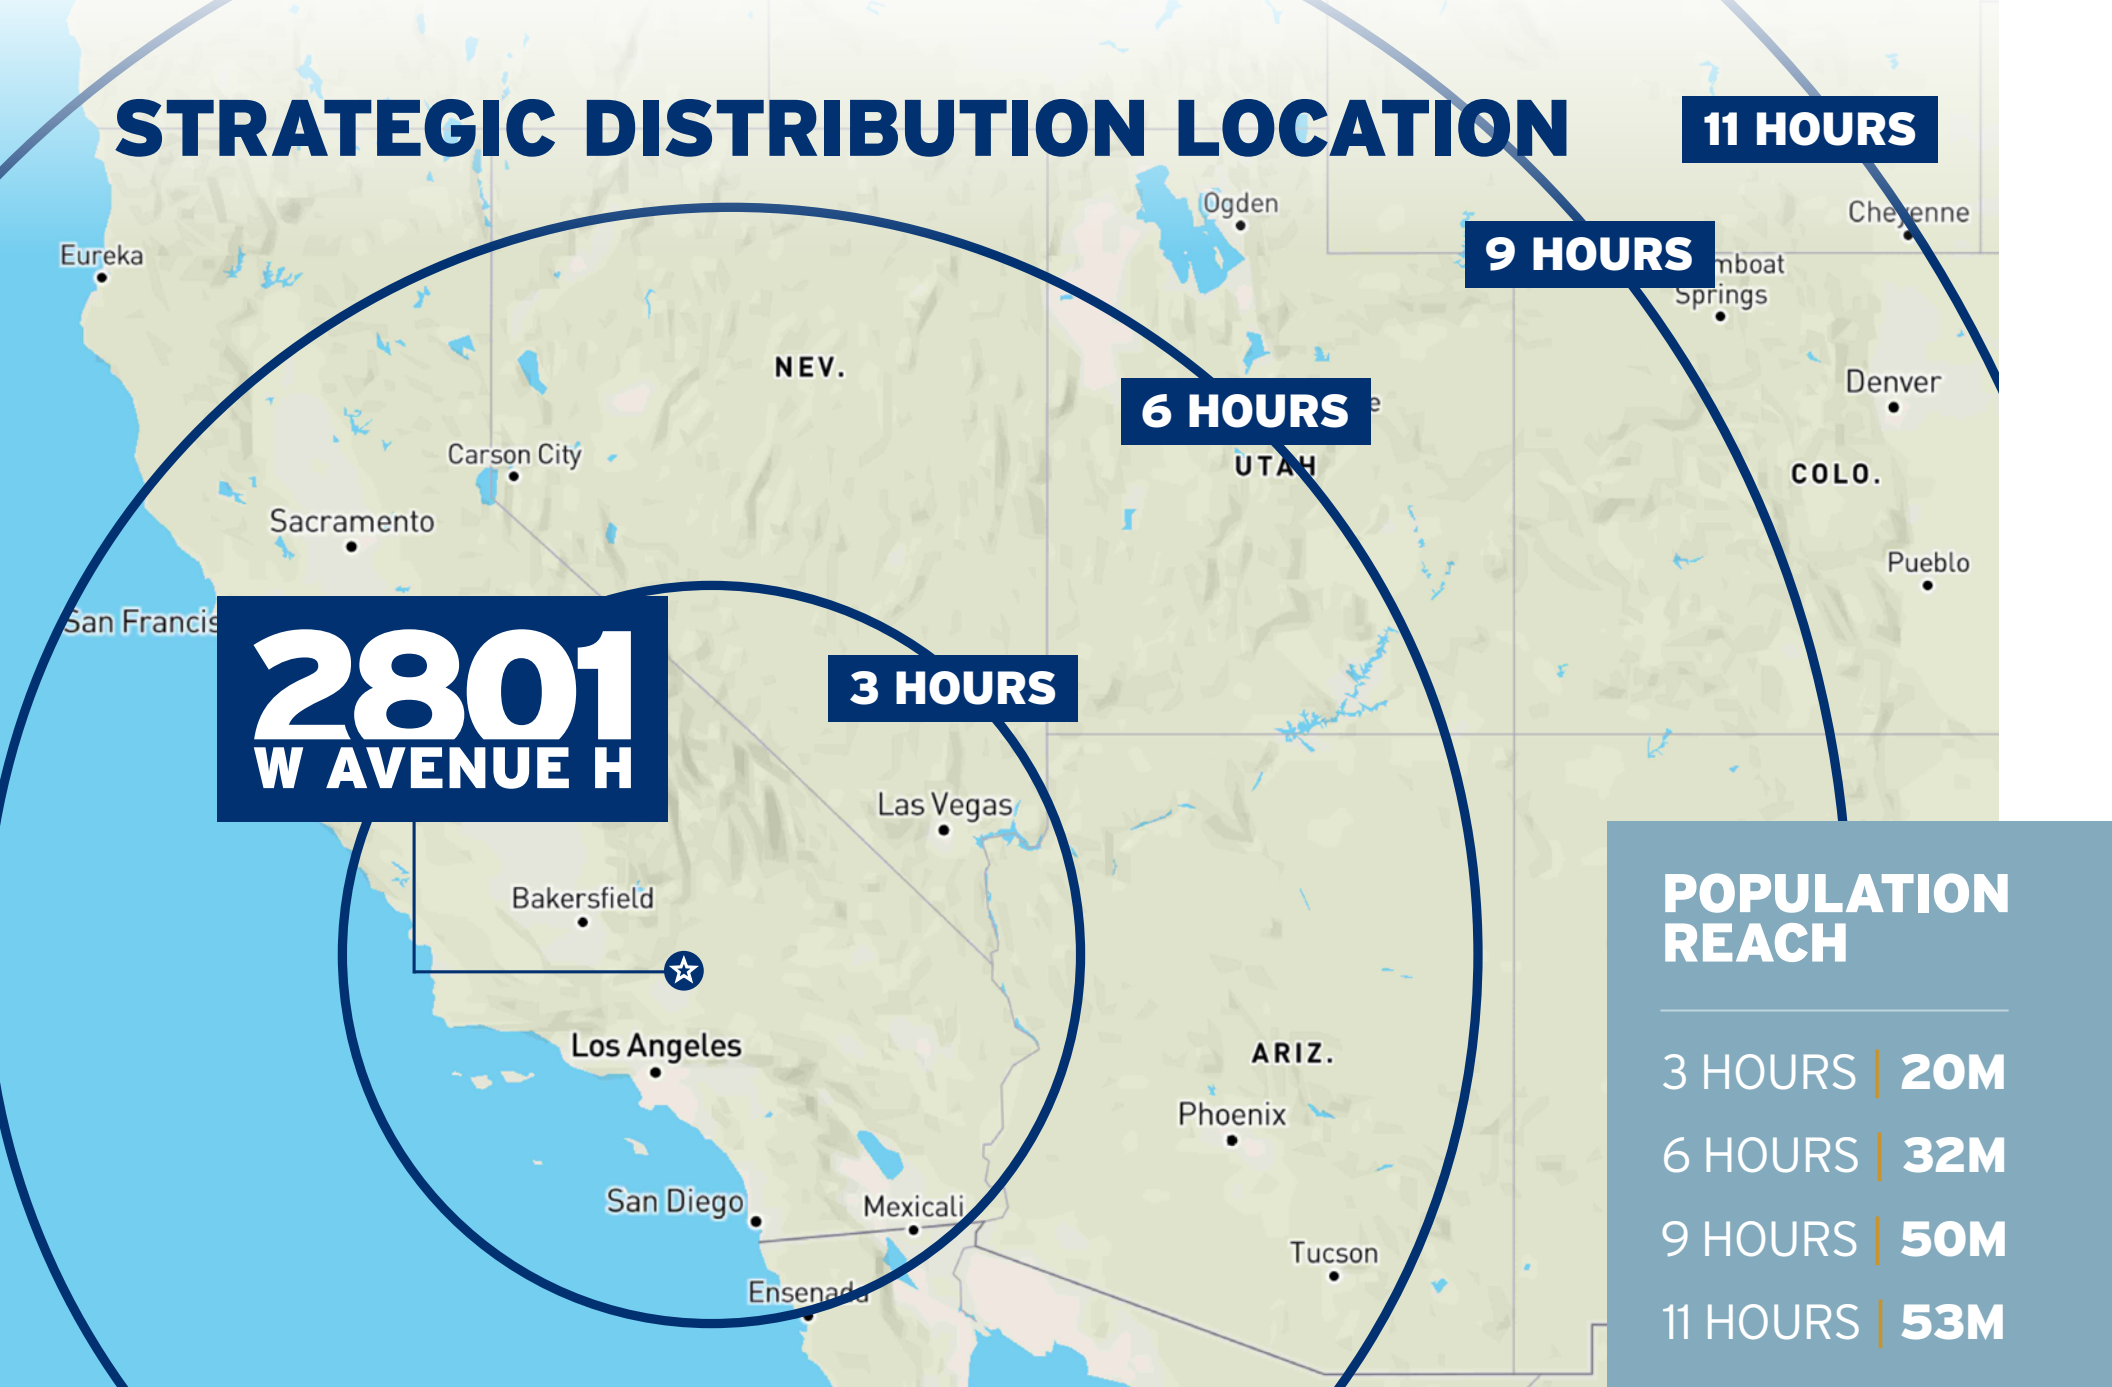 STRATEGIC DISTRIBUTION LOCATION
11 HOURS
Ogden
Cheyenne
Eureka
9 HOURS
mboat
Springs
NEV.
Denver
6 HOURS
e
Carson City
UTAH
COLO.
Sacramento
Pueblo
San Francis
2801
W AVENUE H
3 HOURS
Las Vegas
Bakersfield
Los Angeles
ARIZ.
Phoenix
San Diego
Mexicali
Tucson
Ensenada
POPULATION
REACH
3 HOURS | 20M
6 HOURS | 32M
9 HOURS | 50M
11 HOURS | 53M